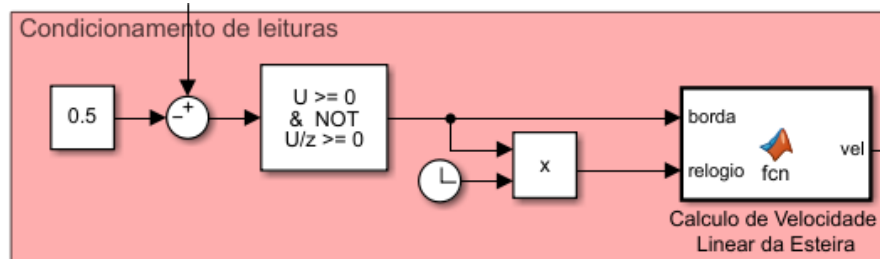 Condicionamento de leituras
0.5
−
+
U >= 0
& NOT
U/z >= 0
x
borda
relogio
vel
fcn
Calculo de Velocidade
Linear da Esteira